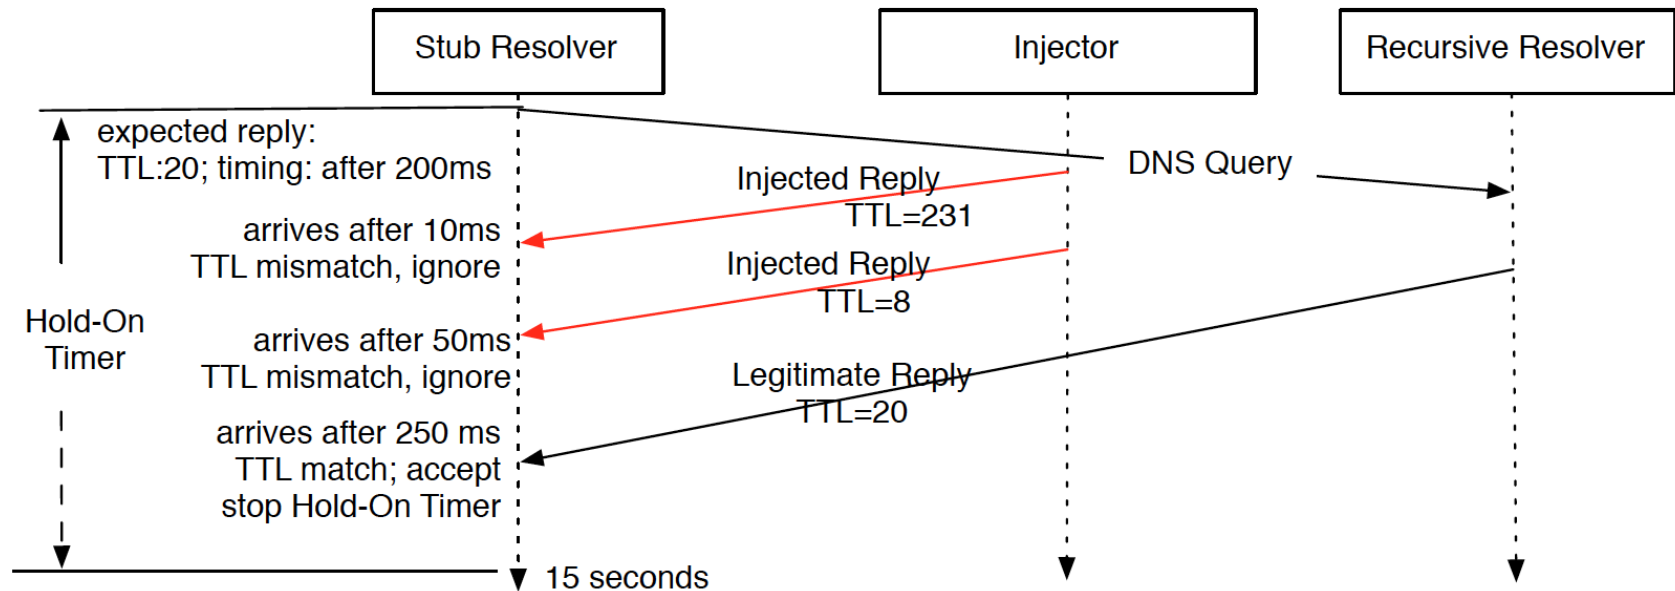 Stub Resolver
Injector
Recursive Resolver
expected reply:
TTL:20; timing: after 200ms
DNS Query
Injected Reply
TTL=231
arrives after 10ms
TTL mismatch, ignore
Injected Reply
TTL=8
Hold-On
Timer
arrives after 50ms
TTL mismatch, ignore
Legitimate Reply
TTL=20
arrives after 250 ms
TTL match; accept
stop Hold-On Timer
15 seconds